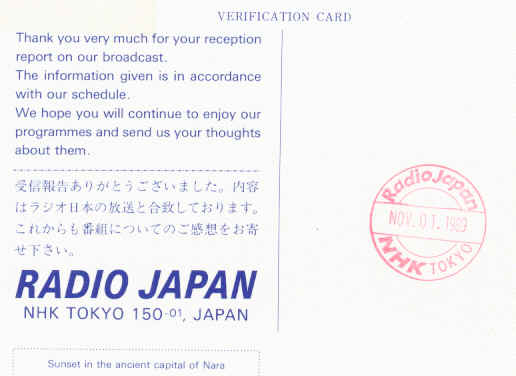 VERIFICATION CARD
Thank you very much for your reception
report on our broadcast.
The information given is in accordance
with our schedule.
We hope you will continue to enjoy our
programmes and send us your thoughts
about them.
受信報告ありがとうございました。内容
はラジオ日本の放送と合致しております。
これからも番組についてのご感想をお寄
せ下さい。
RADIO JAPAN
NHK TOKYO 150-01, JAPAN
Sunset in the ancient capital of Nara
Radio Japan
NOV. 01. 1989
NHK TOKYO